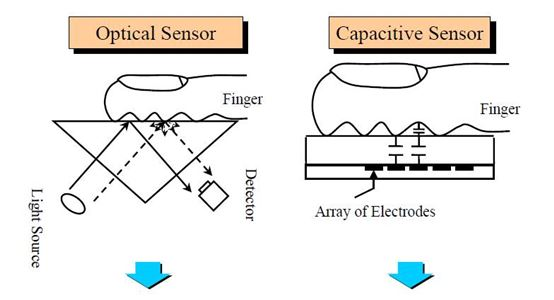 Optical Sensor
Capacitive Sensor
Finger
Finger
Light Source
Detector
Array of Electrodes